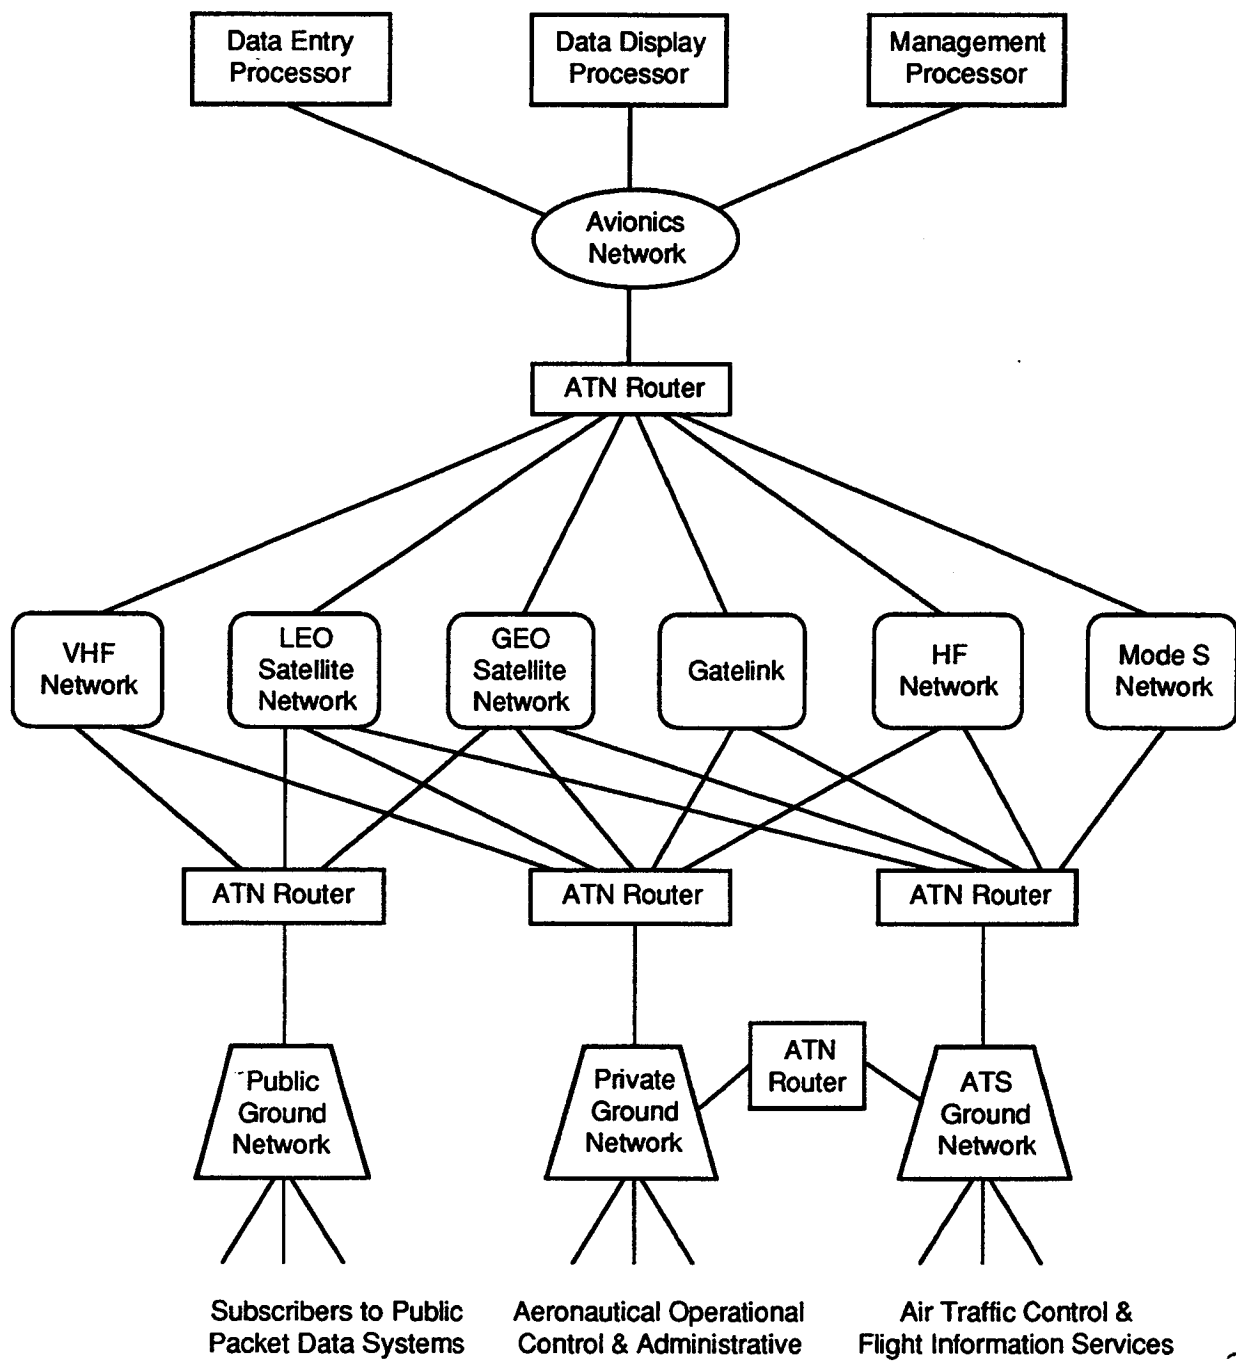 Data Entry
Processor
Data Display
Processor
Management
Processor
Avionics
Network
ATN Router
VHF
Network
LEO
Satellite
Network
GEO
Satellite
Network
Gatelink
HF
Network
Mode S
Network
ATN Router
ATN Router
ATN Router
Public
Ground
Network
Private
Ground
Network
ATN
Router
ATS
Ground
Network
Subscribers to Public
Packet Data Systems
Aeronautical Operational
Control & Administrative
Air Traffic Control &
Flight Information Services